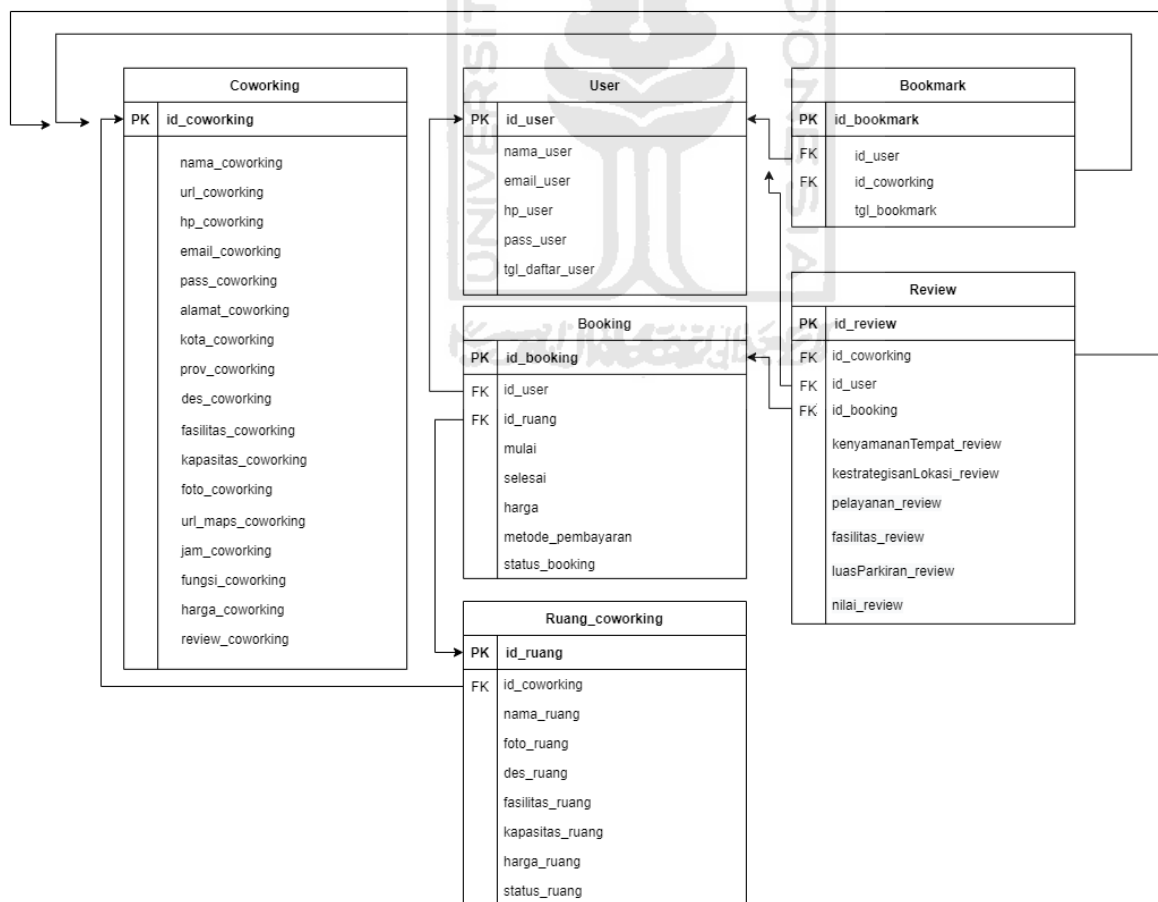 Coworking
PK id_coworking
nama_coworking
url_coworking
hp_coworking
email_coworking
pass_coworking
alamat_coworking
kota_coworking
prov_coworking
des_coworking
fasilitas_coworking
kapasitas_coworking
foto_coworking
url_maps_coworking
jam_coworking
fungsi_coworking
harga_coworking
review_coworking
User
PK id_user
nama_user
email_user
hp_user
pass_user
tgl_daftar_user
Booking
PK id_booking
FK id_user
FK id_ruang
mulai
selesai
harga
metode_pembayaran
status_booking
Ruang_coworking
PK id_ruang
FK id_coworking
nama_ruang
foto_ruang
des_ruang
fasilitas_ruang
kapasitas_ruang
harga_ruang
status_ruang
Bookmark
PK id_bookmark
FK id_user
FK id_coworking
tgl_bookmark
Review
PK id_review
FK id_coworking
FK id_user
FK id_booking
kenyamananTempat_review
kestrategisanLokasi_review
pelayanan_review
fasilitas_review
luasParkiran_review
nilai_review